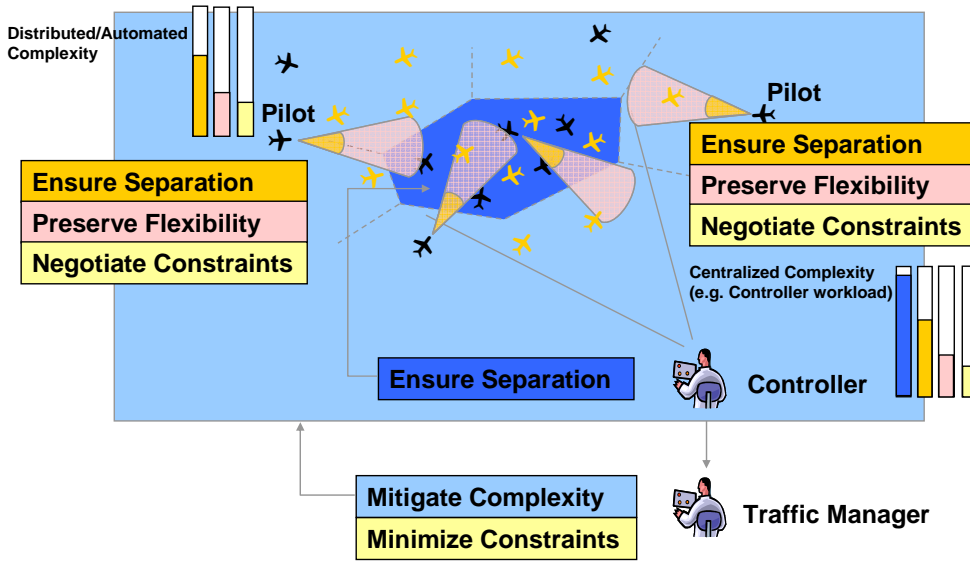 Distributed/Automated
Complexity
Pilot
Pilot
Ensure Separation
Preserve Flexibility
Negotiate Constraints
Ensure Separation
Preserve Flexibility
Negotiate Constraints
Centralized Complexity
(e.g. Controller workload)
Ensure Separation
Controller
Mitigate Complexity
Minimize Constraints
Traffic Manager